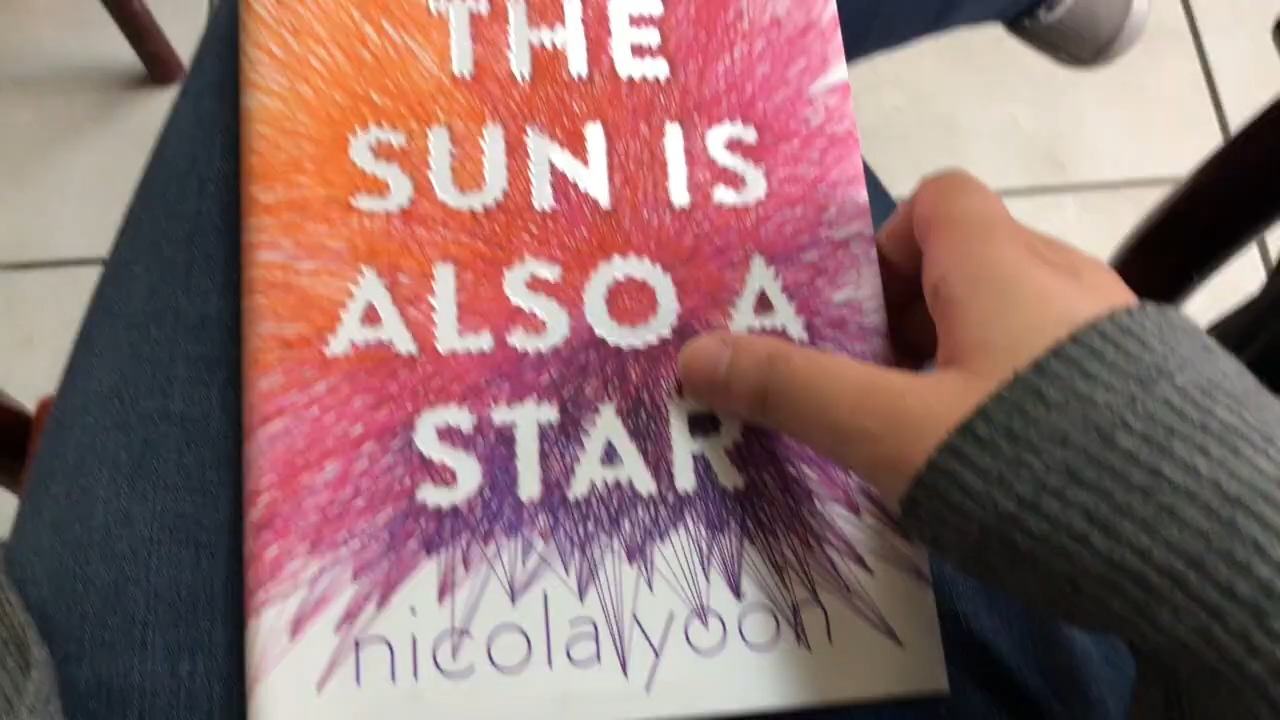 THE
SUN IS
ALSO A
STAR
nicola yoon